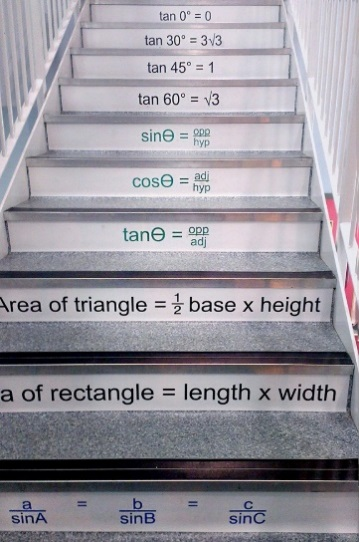 tan 0° = 0
tan 30° = 3√3
tan 45° = 1
tan 60° = √3
sinΘ = opp/hyp
cosΘ = adj/hyp
tanΘ = opp/adj
Area of triangle = 1/2 base x height
a of rectangle = length x width
a/sinA = b/sinB = c/sinC